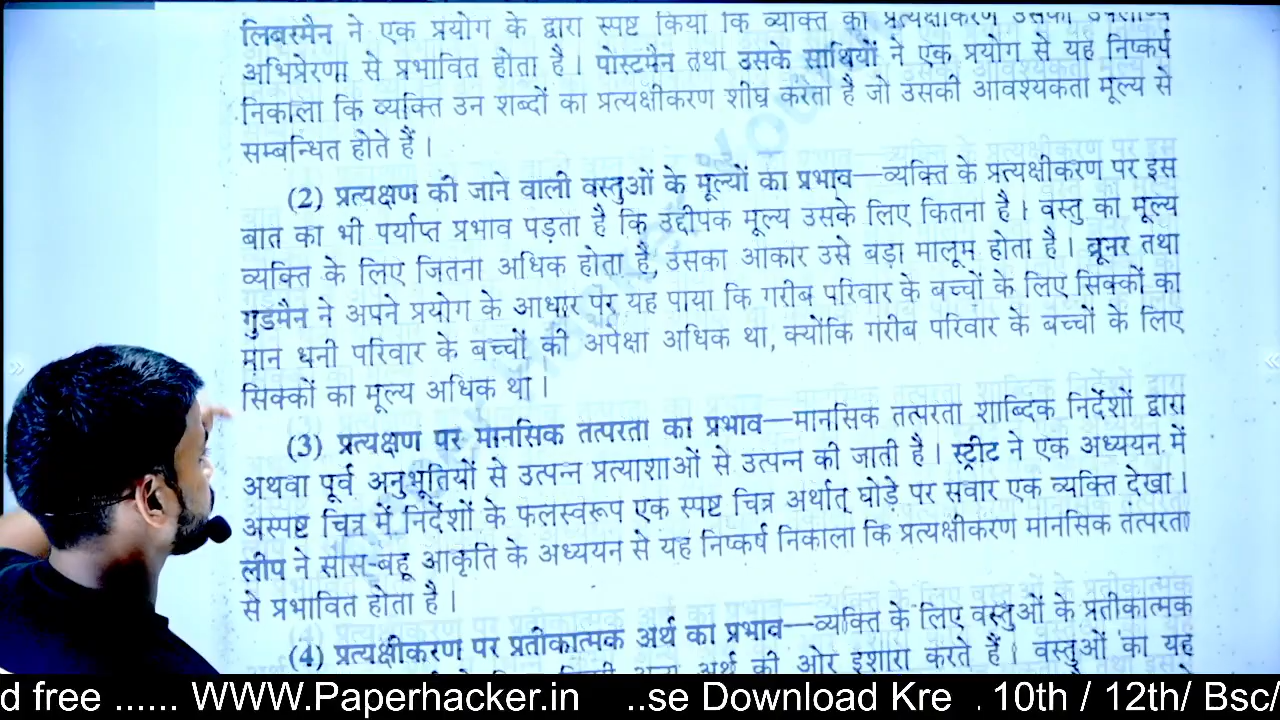 लिबरमैन ने एक प्रयोग के द्वारा स्पष्ट किया कि व्यक्ति का प्रत्यक्षीकरण उसकी
अभिप्रेरणा से प्रभावित होता है। पोस्टमैन तथा उसके साथियों ने एक प्रयोग से यह निष्कर्ष
निकाला कि व्यक्ति उन शब्दों का प्रत्यक्षीकरण शीघ्र करता है जो उसकी आवश्यकता मूल्य से
सम्बन्धित होते हैं।
(2) प्रत्यक्षण की जाने वाली वस्तुओं के मूल्यों का प्रभाव—व्यक्ति के प्रत्यक्षीकरण पर इस
बात का भी पर्याप्त प्रभाव पड़ता है कि उद्दीपक मूल्य उसके लिए कितना है। वस्तु का मूल्य
व्यक्ति के लिए जितना अधिक होता है, उसका आकार उसे बड़ा मालूम होता है। ब्रूनर तथा
गुडमैन ने अपने प्रयोग के आधार पर यह पाया कि गरीब परिवार के बच्चों के लिए सिक्कों का
मान धनी परिवार के बच्चों की अपेक्षा अधिक था, क्योंकि गरीब परिवार के बच्चों के लिए
सिक्कों का मूल्य अधिक था।
(3) प्रत्यक्षण पर मानसिक तत्परता का प्रभाव—मानसिक तत्परता शाब्दिक निर्देशों द्वारा
अथवा पूर्व अनुभूतियों से उत्पन्न प्रत्याशाओं से उत्पन्न की जाती है। स्ट्रीट ने एक अध्ययन में
अस्पष्ट चित्र में निर्देशों के फलस्वरूप एक स्पष्ट चित्र अर्थात् घोड़े पर सवार एक व्यक्ति देखा।
लीप ने सास-बहू आकृति के अध्ययन से यह निष्कर्ष निकाला कि प्रत्यक्षीकरण मानसिक तत्परता
से प्रभावित होता है।
(4) प्रत्यक्षीकरण पर प्रतीकात्मक अर्थ का प्रभाव—व्यक्ति के लिए वस्तुओं के प्रतीकात्मक
अर्थ की ओर इशारा करते हैं। वस्तुओं का यह
d free ...... WWW.Paperhacker.in ..se Download Kre . 10th / 12th/ Bsc/